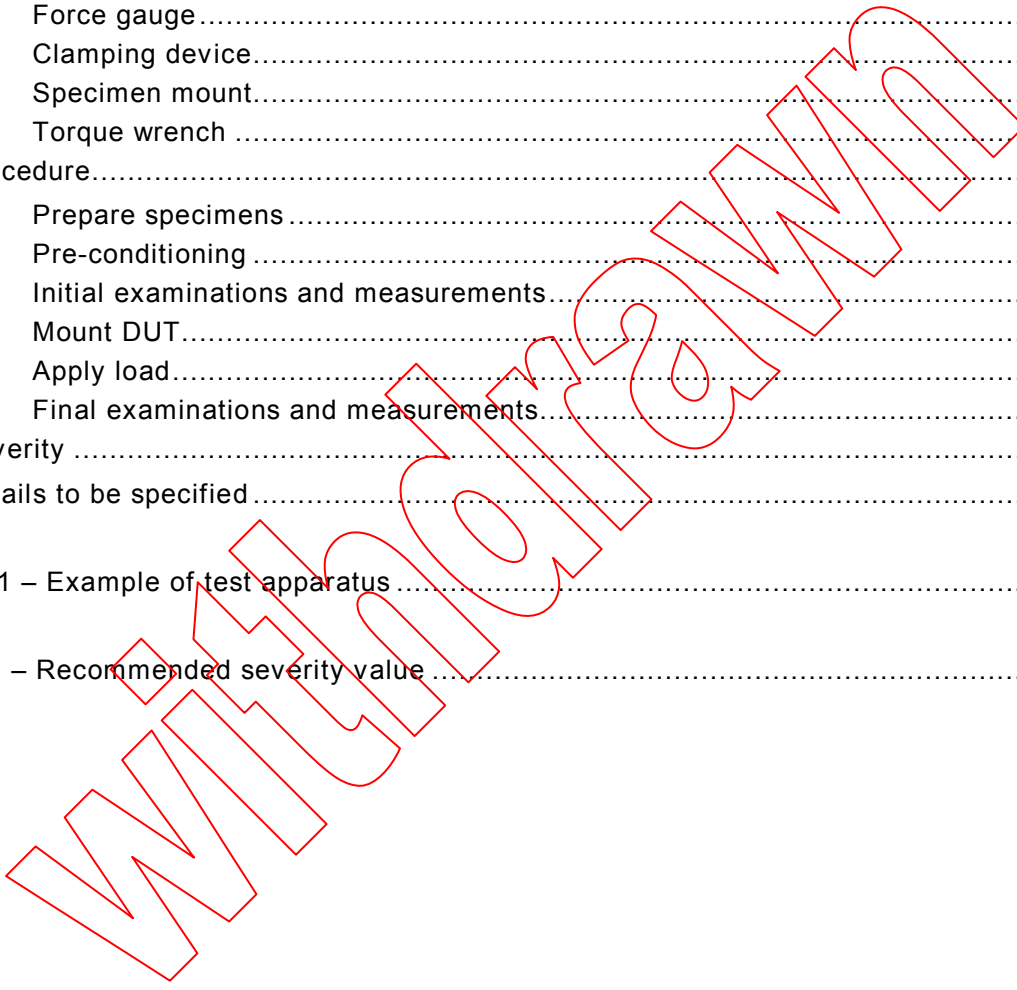 Force gauge
Clamping device
Specimen mount
Torque wrench
cedure
Prepare specimens
Pre-conditioning
Initial examinations and measurements
Mount DUT
Apply load
Final examinations and measurements
verity
ails to be specified
1 – Example of test apparatus
– Recommended severity value
withdrawn